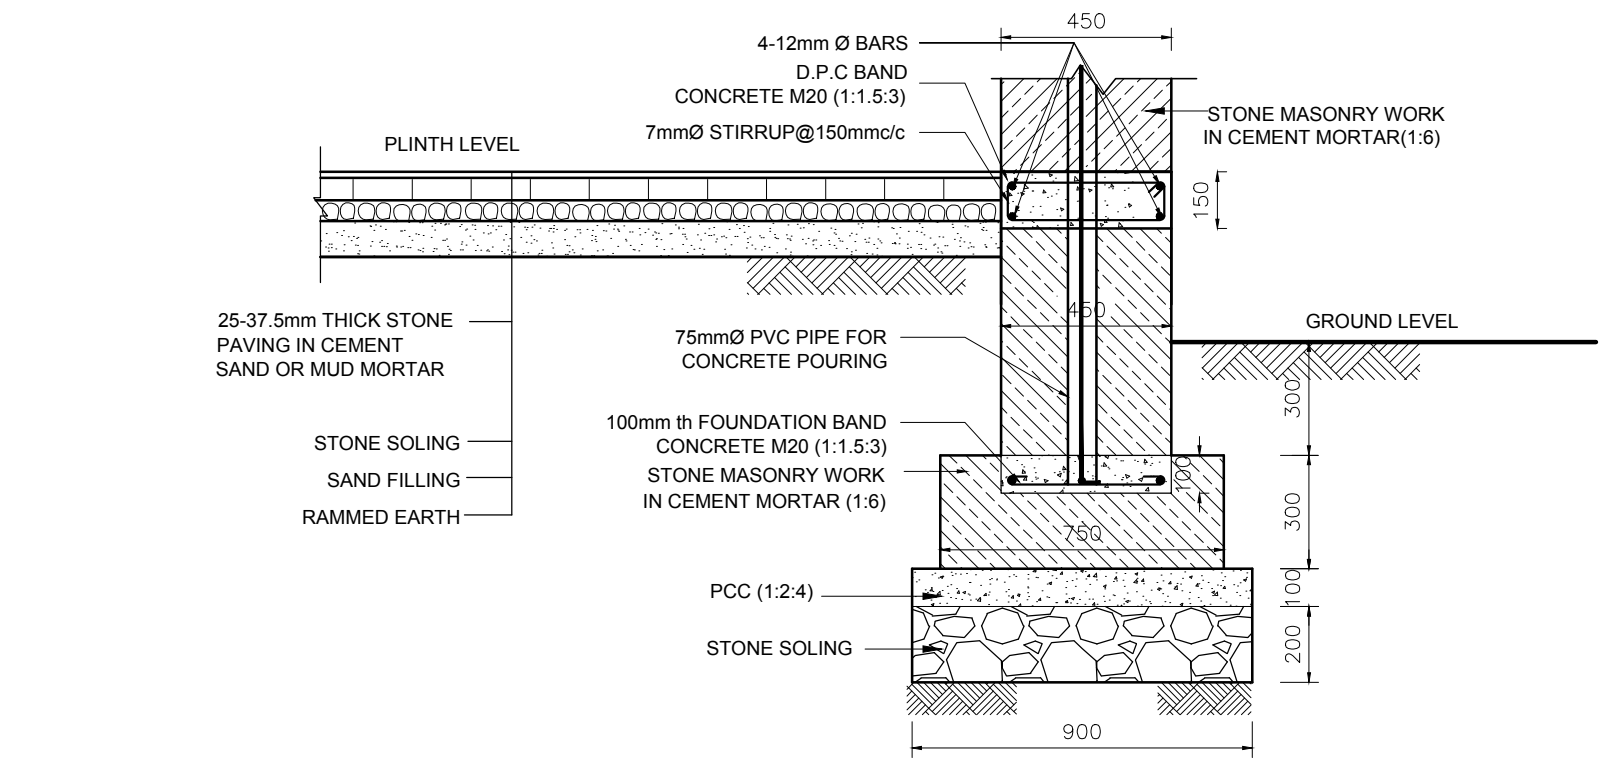 450
4-12mm Ø BARS
D.P.C BAND
CONCRETE M20 (1:1.5:3)
7mmØ STIRRUP@150mmc/c
STONE MASONRY WORK
IN CEMENT MORTAR(1:6)
PLINTH LEVEL
150
450
GROUND LEVEL
25-37.5mm THICK STONE
PAVING IN CEMENT
SAND OR MUD MORTAR
75mmØ PVC PIPE FOR
CONCRETE POURING
300
100mm th FOUNDATION BAND
CONCRETE M20 (1:1.5:3)
STONE SOLING
STONE MASONRY WORK
IN CEMENT MORTAR (1:6)
SAND FILLING
RAMMED EARTH
100
300
750
PCC (1:2:4)
100
STONE SOLING
200
900